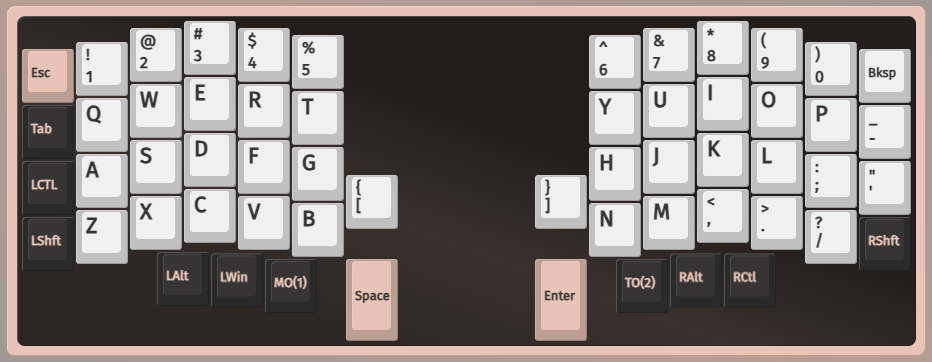 Esc ! 1 @ 2 # 3 $ 4 % 5 ^ 6 & 7 * 8 ( 9 ) 0 Bksp
Tab Q W E R T Y U I O P _ -
LCTL A S D F G { [ } ] H J K L : ; " '
LShft Z X C V B N M < , > . ? / RShft
LAlt LWin MO(1) Space Enter TO(2) RAlt RCtl